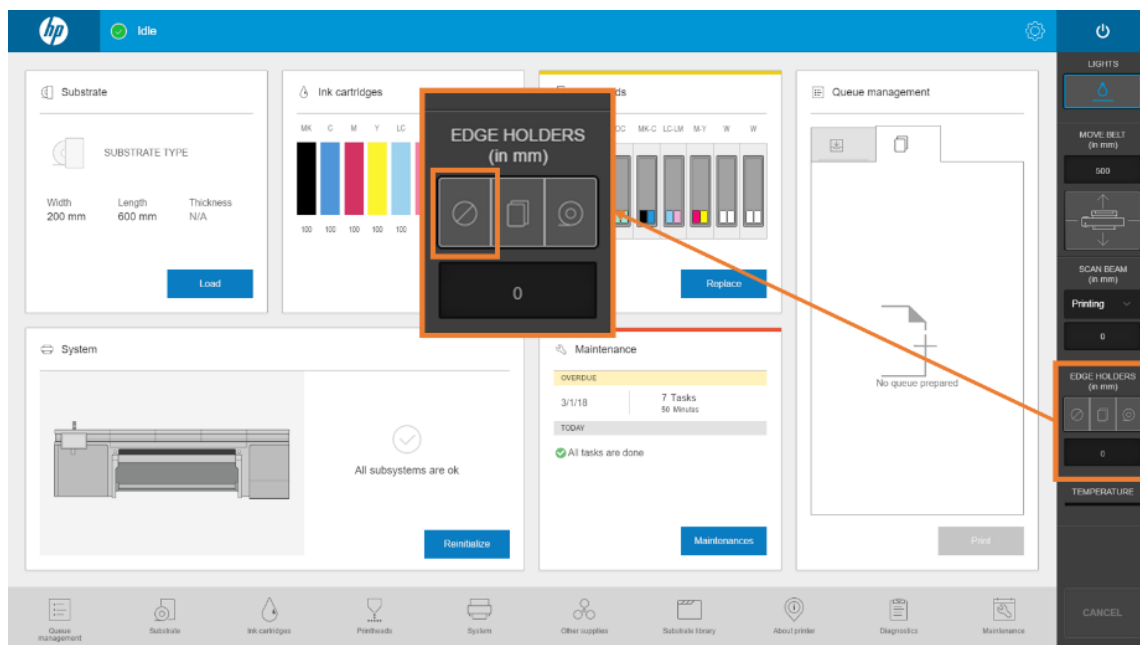 hp
Idle
Substrate
SUBSTRATE TYPE
Width
Length
Thickness
200 mm
600 mm
N/A
Load
Ink cartridges
MK
C
M
Y
LC
100
100
100
100
100
EDGE HOLDERS
(in mm)
0
ds
OC
MK-C
LC-LM
M-Y
W
W
Replace
Queue management
No queue prepared
Print
System
All subsystems are ok
Reinitialize
Maintenance
OVERDUE
3/1/18
7 Tasks
50 Minutes
TODAY
All tasks are done
Maintenances
LIGHTS
MOVE BELT
(in mm)
500
SCAN BEAM
(in mm)
Printing
0
EDGE HOLDERS
(in mm)
0
TEMPERATURE
CANCEL
Queue
management
Substrate
Ink cartridges
Printheads
System
Other supplies
Substrate library
About printer
Diagnostics
Maintenance